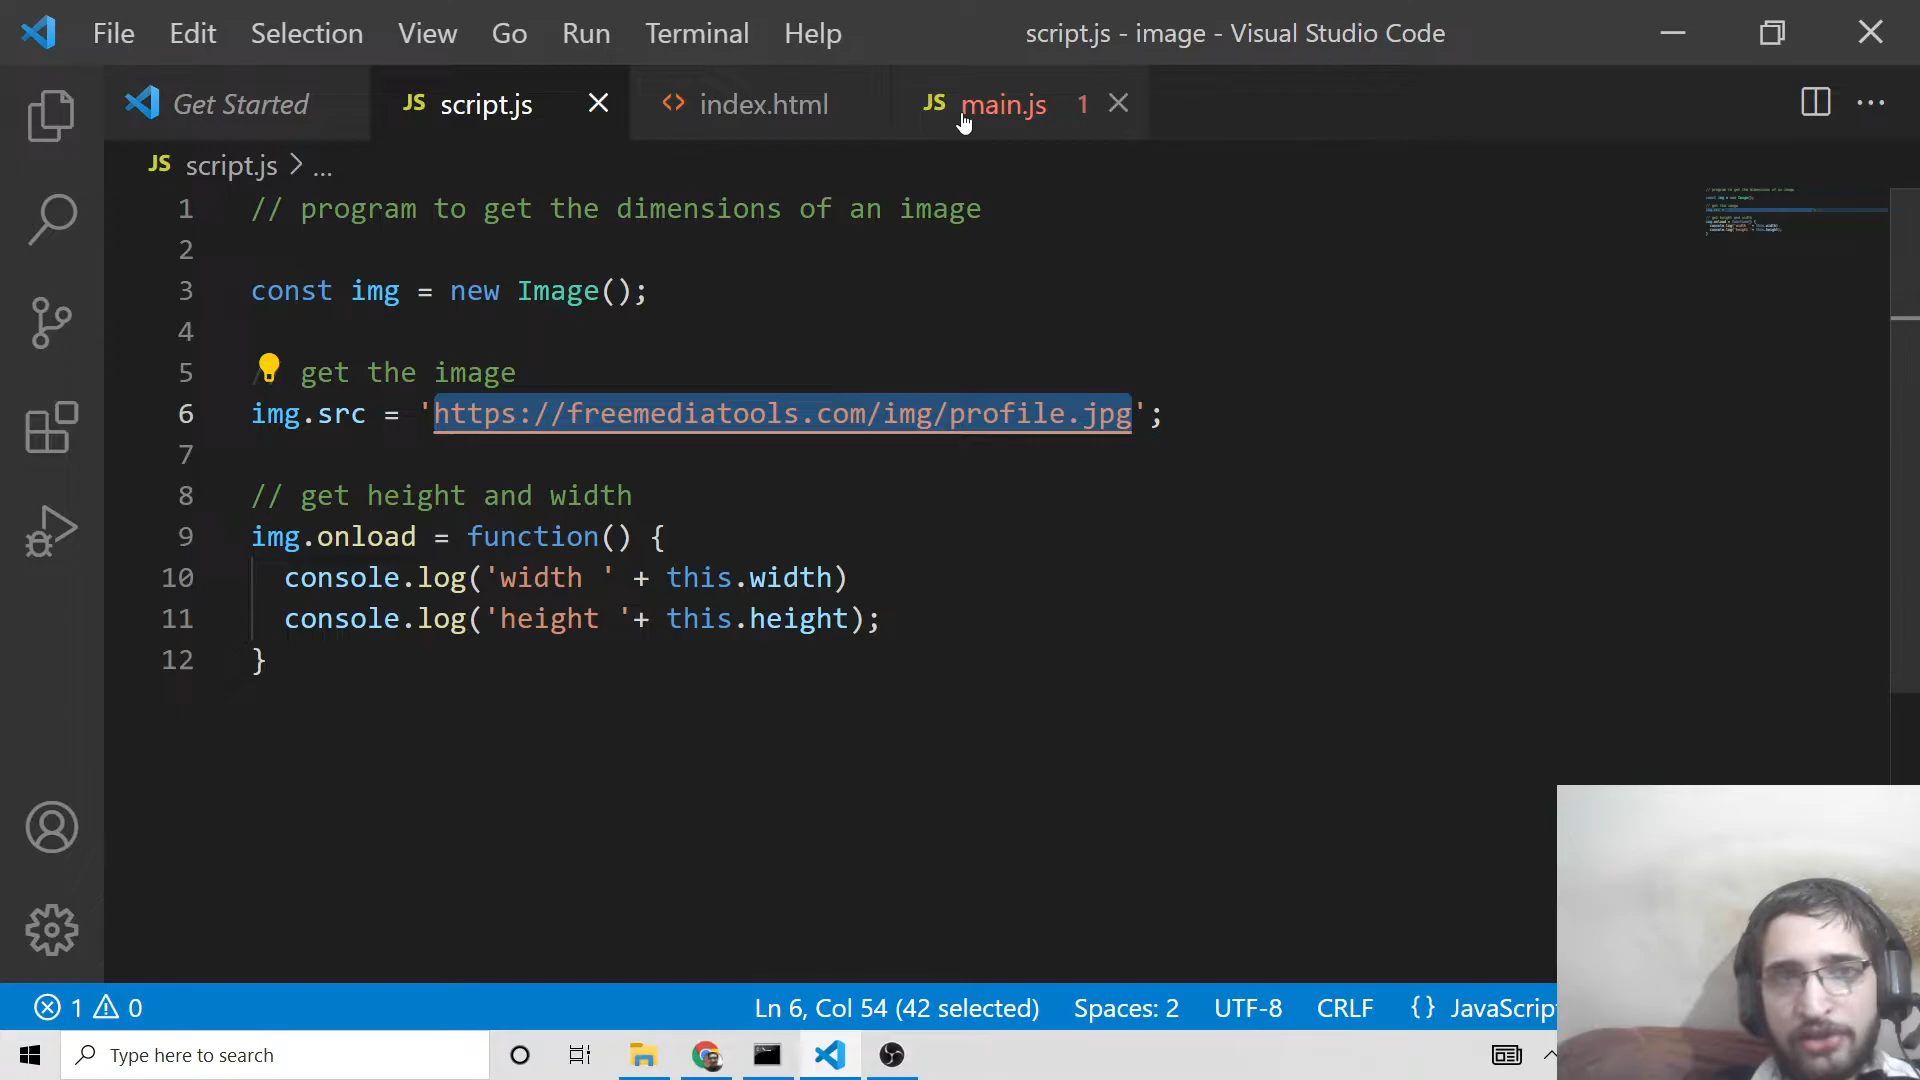 File Edit Selection View Go Run Terminal Help script.js - image - Visual Studio Code
Get Started JS script.js index.html JS main.js 1
JS script.js > ...
1 // program to get the dimensions of an image
2
3 const img = new Image();
4
5 get the image
6 img.src = 'https://freemediatools.com/img/profile.jpg';
7
8 // get height and width
9 img.onload = function() {
10 console.log('width ' + this.width)
11 console.log('height '+ this.height);
12 }
1 0 Ln 6, Col 54 (42 selected) Spaces: 2 UTF-8 CRLF {} JavaScrip
Type here to search